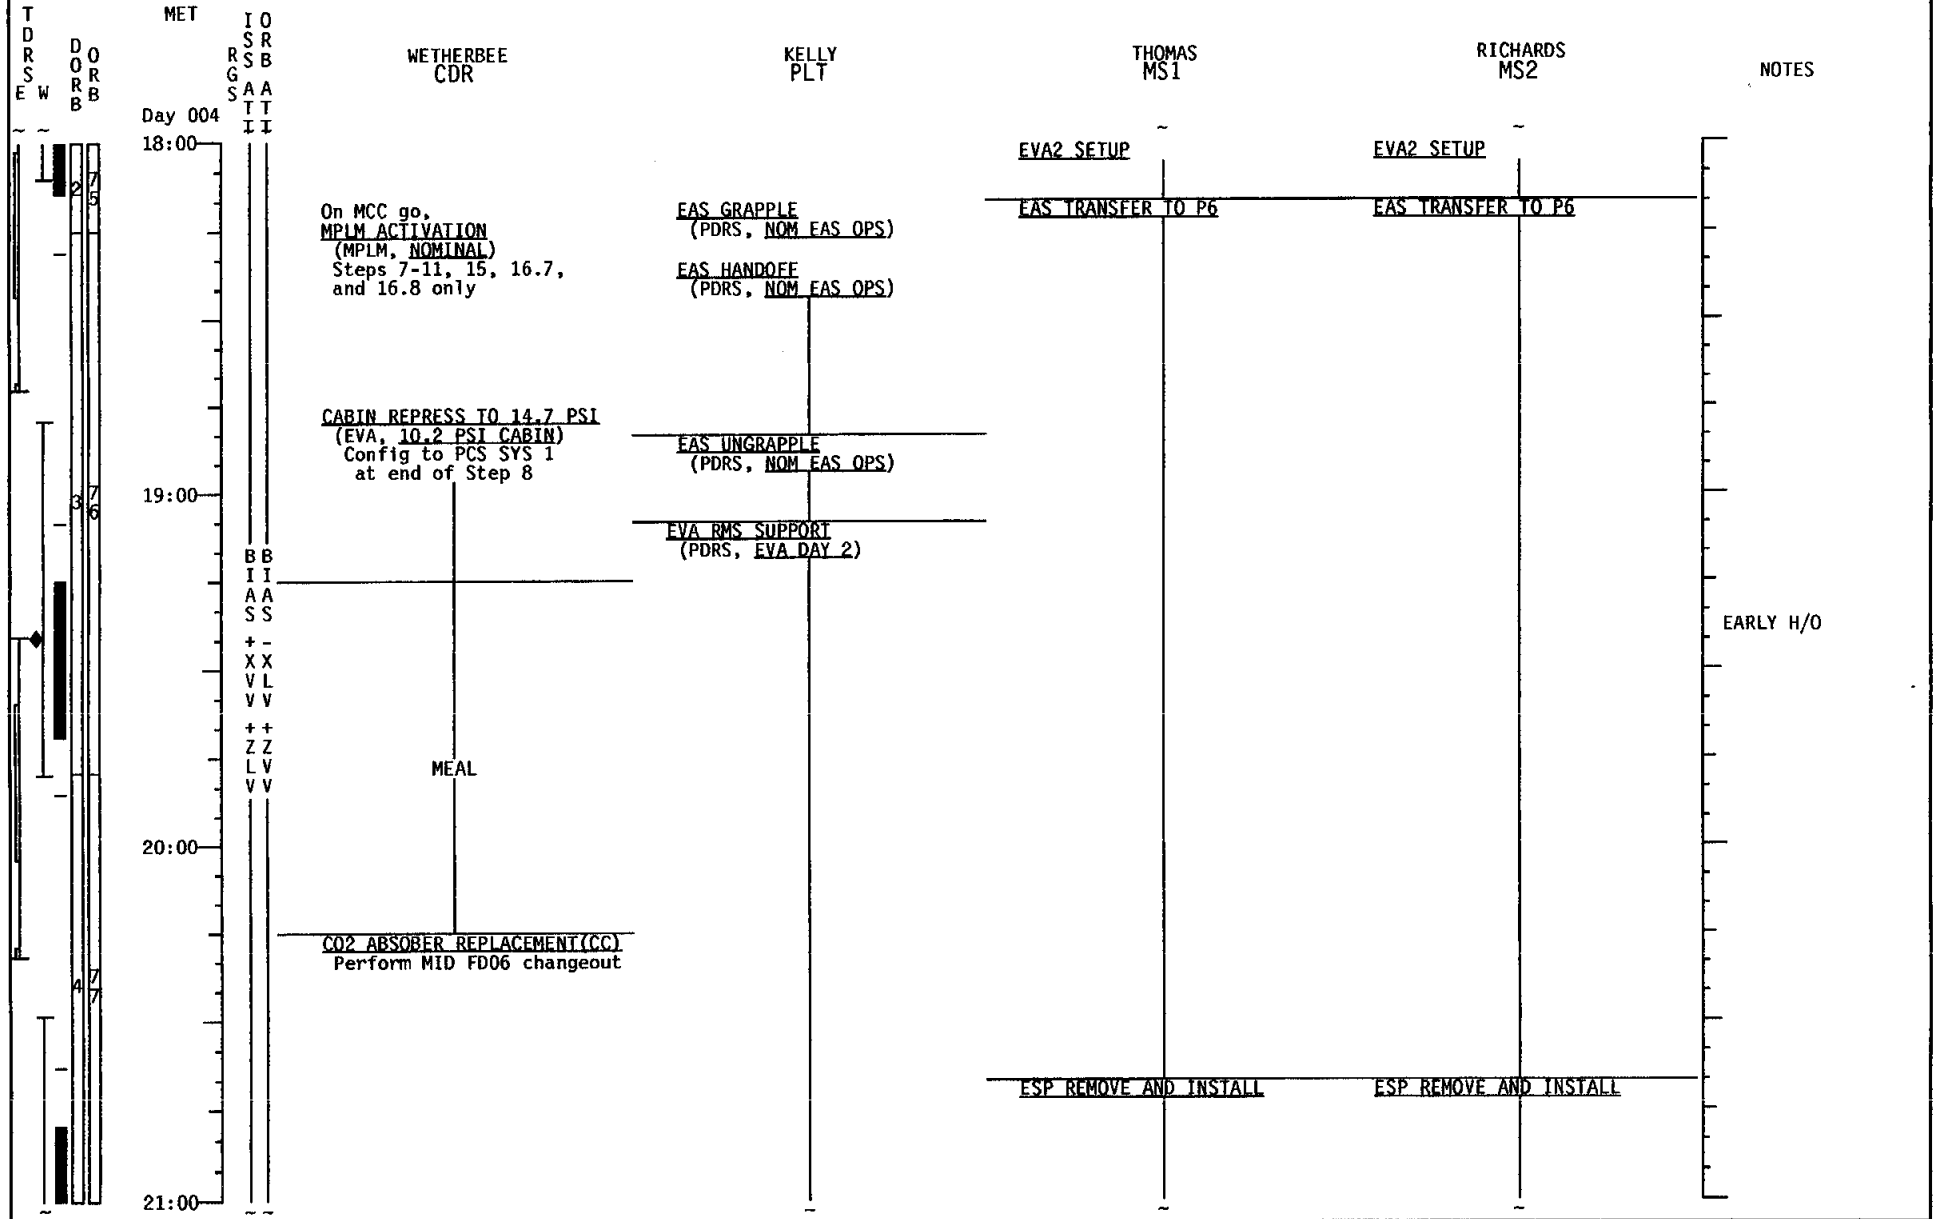 TDRS
E W
DORB
ORB
MET
RGS
ISS ATT
ORB ATT
WETHERBEE
CDR
KELLY
PLT
THOMAS
MS1
RICHARDS
MS2
NOTES
Day 004
~ ~
~
~
18:00
EVA2 SETUP
EVA2 SETUP
2
75
On MCC go,
MPLM ACTIVATION
(MPLM, NOMINAL)
Steps 7-11, 15, 16.7,
and 16.8 only
EAS GRAPPLE
(PDRS, NOM EAS OPS)
EAS HANDOFF
(PDRS, NOM EAS OPS)
EAS TRANSFER TO P6
EAS TRANSFER TO P6
CABIN REPRESS TO 14.7 PSI
(EVA, 10.2 PSI CABIN)
Config to PCS SYS 1
at end of Step 8
EAS UNGRAPPLE
(PDRS, NOM EAS OPS)
19:00
3
76
EVA RMS SUPPORT
(PDRS, EVA DAY 2)
BIAS +XVV +ZLV
BIAS -XLV +ZVV
EARLY H/O
MEAL
20:00
CO2 ABSOBER REPLACEMENT(CC)
Perform MID FD06 changeout
4
77
ESP REMOVE AND INSTALL
ESP REMOVE AND INSTALL
21:00
~ ~ ~ ~ ~ ~